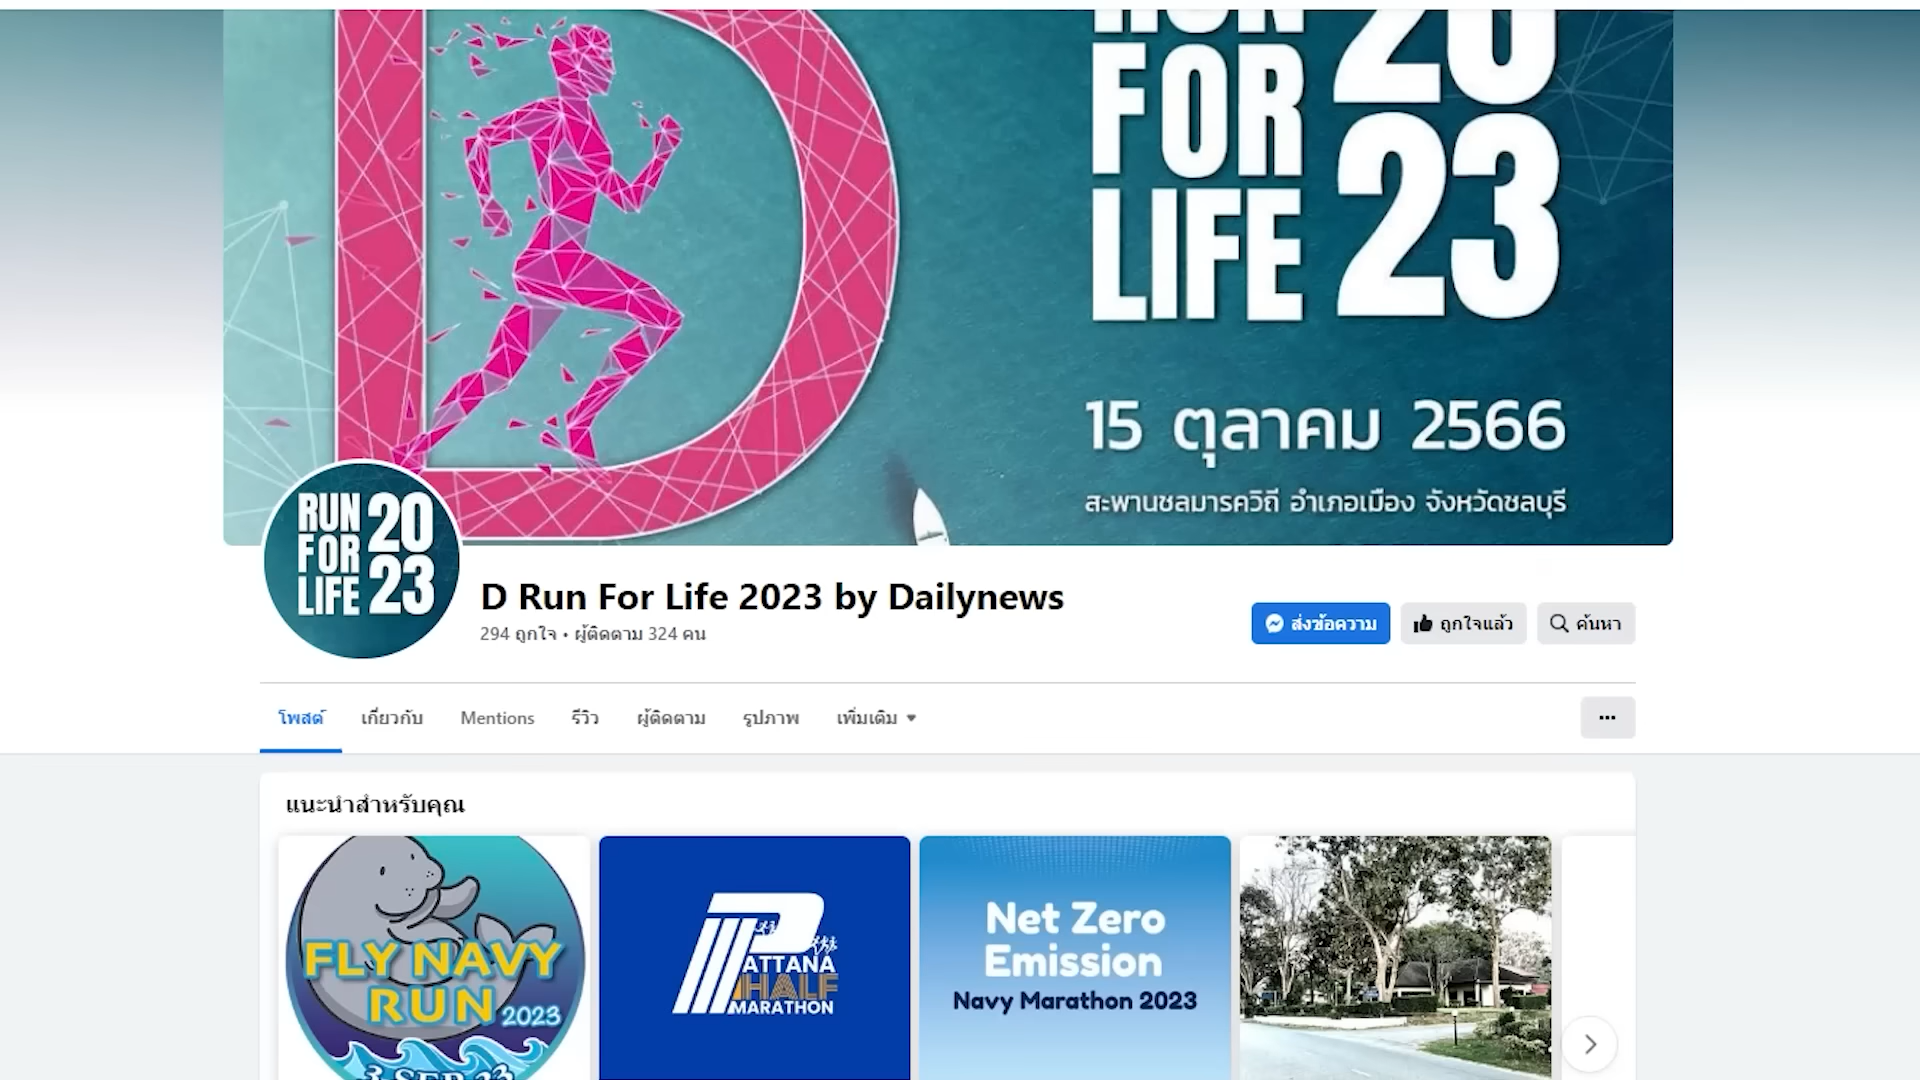 RUN
FOR
LIFE
20
23
15 ตุลาคม 2566
สะพานชลมารควิถี อำเภอเมือง จังหวัดชลบุรี
RUN
FOR
LIFE
20
23
D Run For Life 2023 by Dailynews
294 ถูกใจ • ผู้ติดตาม 324 คน
ส่งข้อความ
ถูกใจแล้ว
ค้นหา
โพสต์ เกี่ยวกับ Mentions รีวิว ผู้ติดตาม รูปภาพ เพิ่มเติม
แนะนำสำหรับคุณ
FLY NAVY
RUN 2023
3 SEP 23
PATTANA
HALF
MARATHON
Net Zero
Emission
Navy Marathon 2023